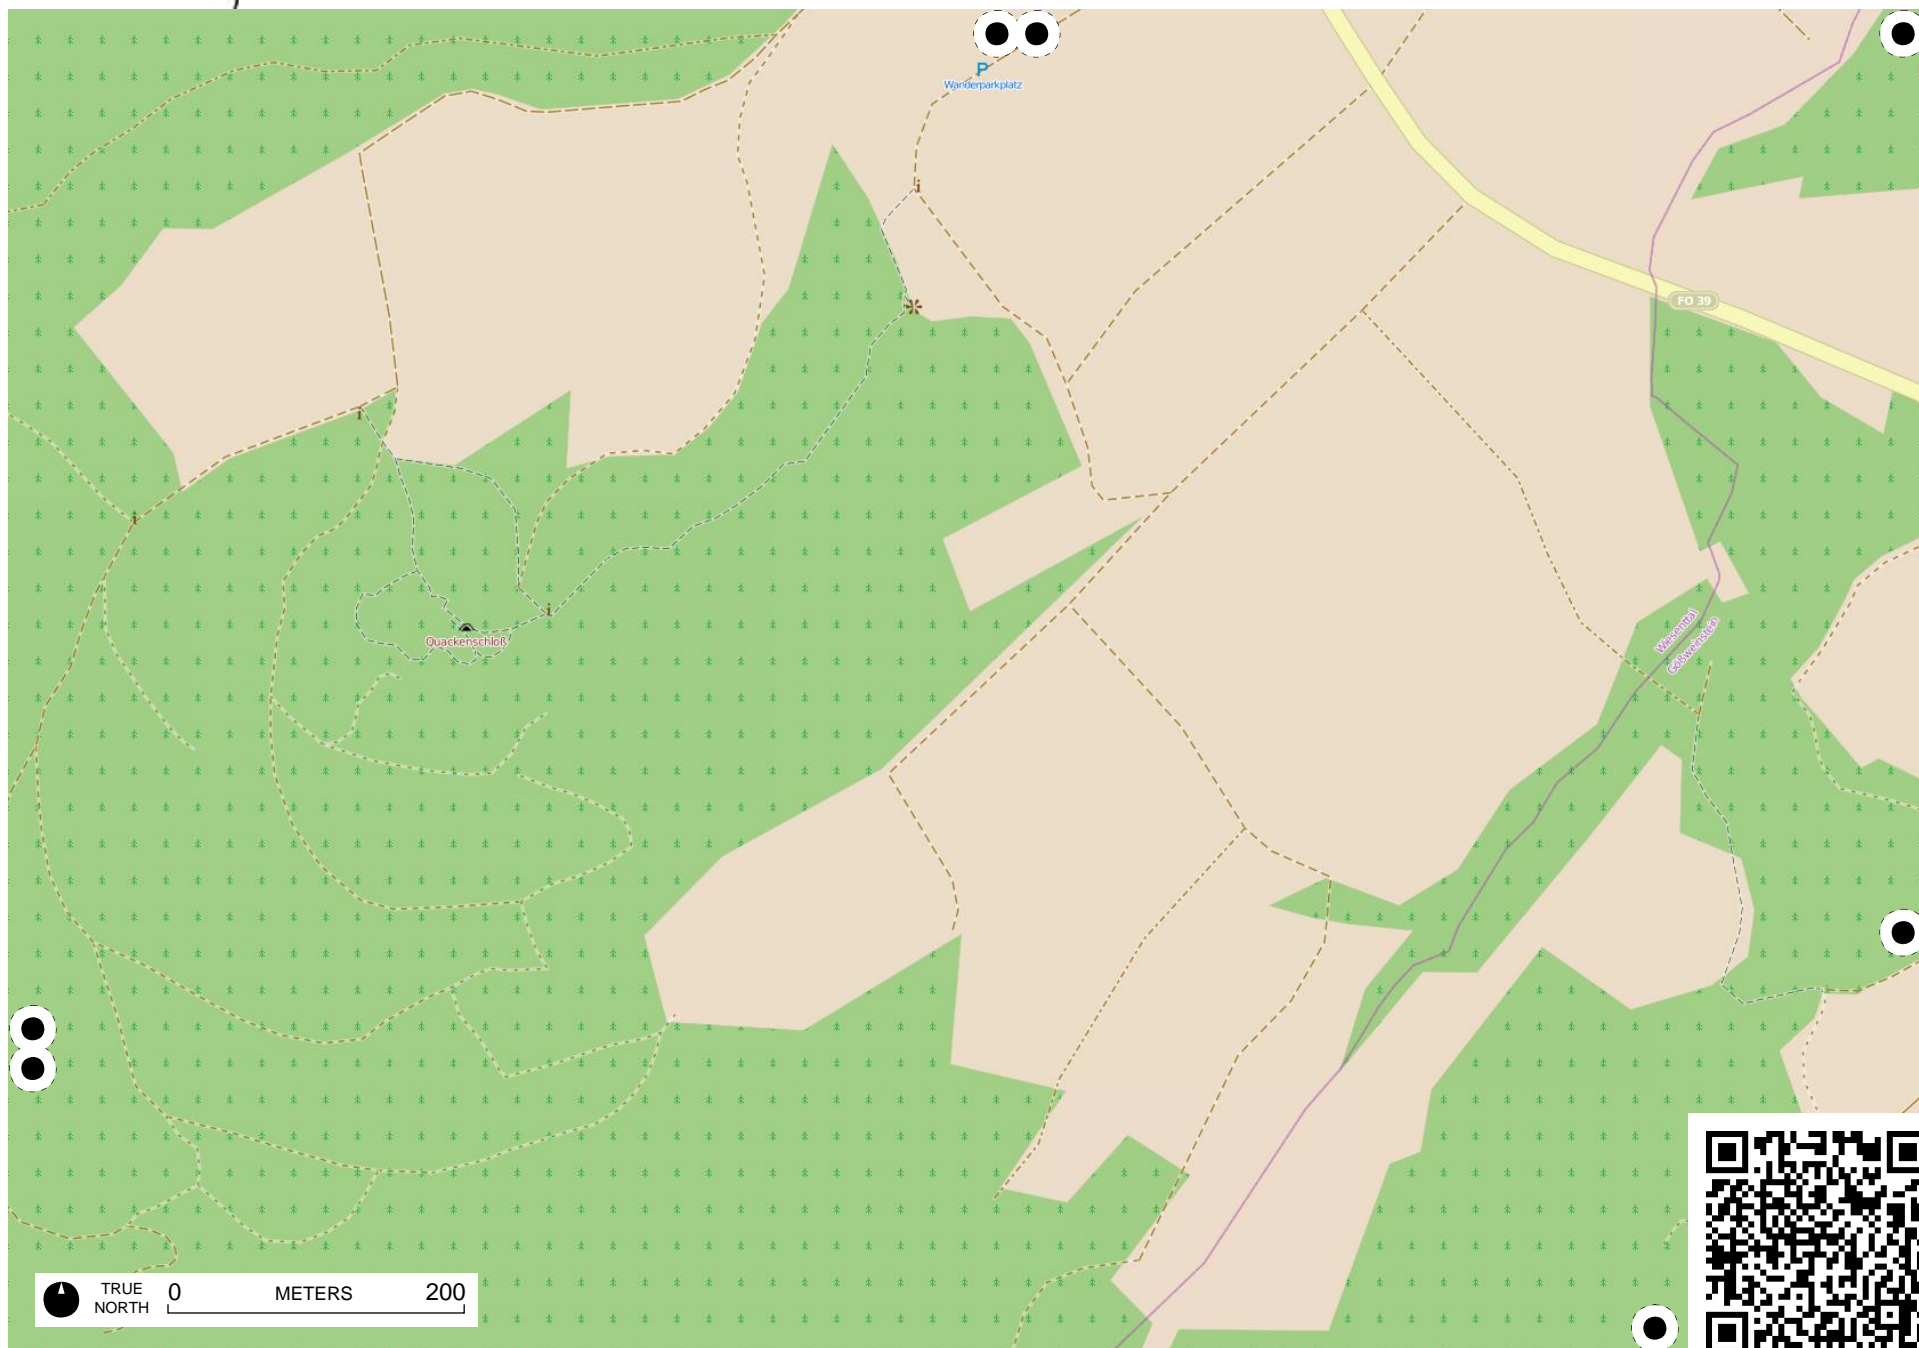 P
Wanderparkplatz
i
FO 39
i
i
i
Quackenschloß
Wiesenttal
Gößweinstein
TRUE NORTH
0 METERS 200